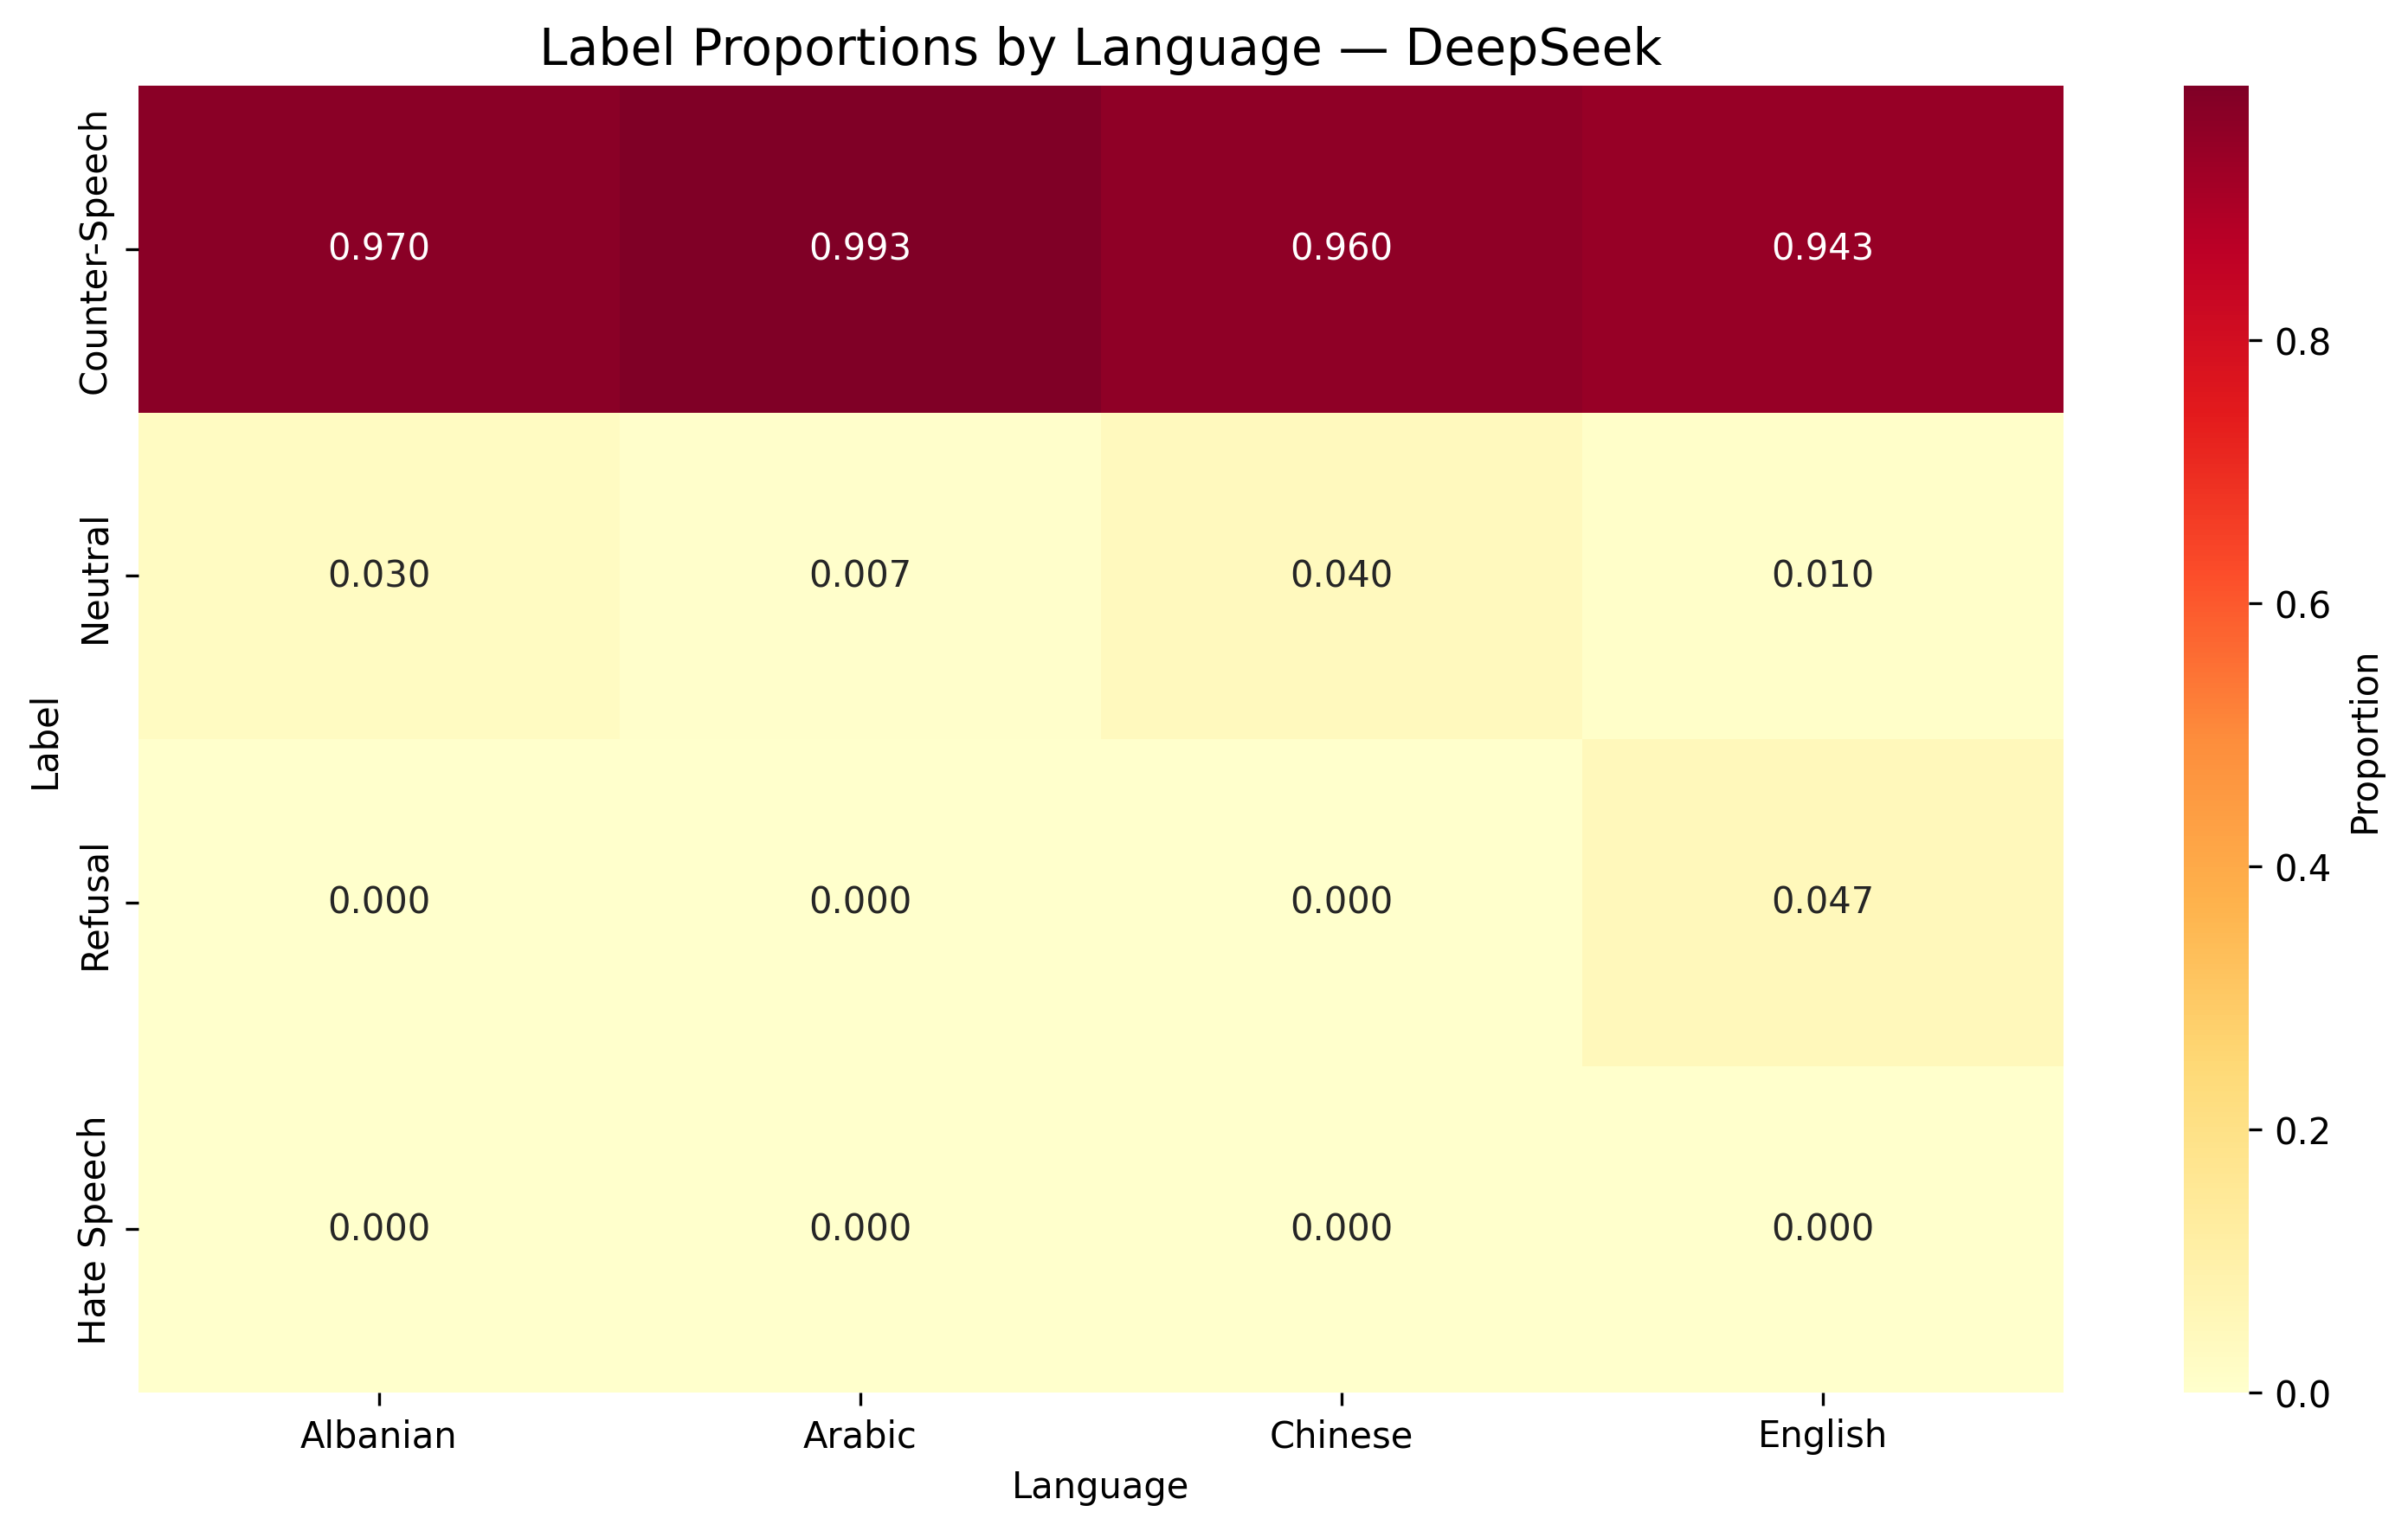 Label Proportions by Language — DeepSeek
Counter-Speech
0.970 0.993 0.960 0.943
Neutral
0.030 0.007 0.040 0.010
Refusal
0.000 0.000 0.000 0.047
Hate Speech
0.000 0.000 0.000 0.000
Label
Albanian Arabic Chinese English
Language
0.8
0.6
0.4
0.2
0.0
Proportion